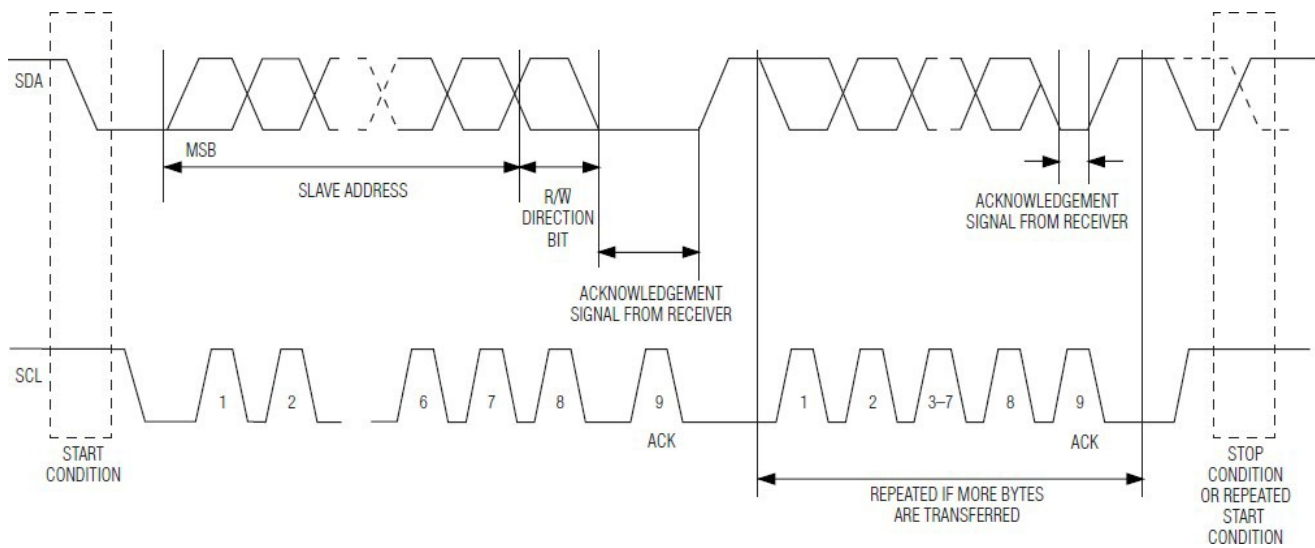 SDA
MSB
SLAVE ADDRESS
R/W̅
DIRECTION
BIT
ACKNOWLEDGEMENT
SIGNAL FROM RECEIVER
ACKNOWLEDGEMENT
SIGNAL FROM RECEIVER
SCL
1
2
6
7
8
9
1
2
3–7
8
9
ACK
ACK
START
CONDITION
REPEATED IF MORE BYTES
ARE TRANSFERRED
STOP
CONDITION
OR REPEATED
START
CONDITION